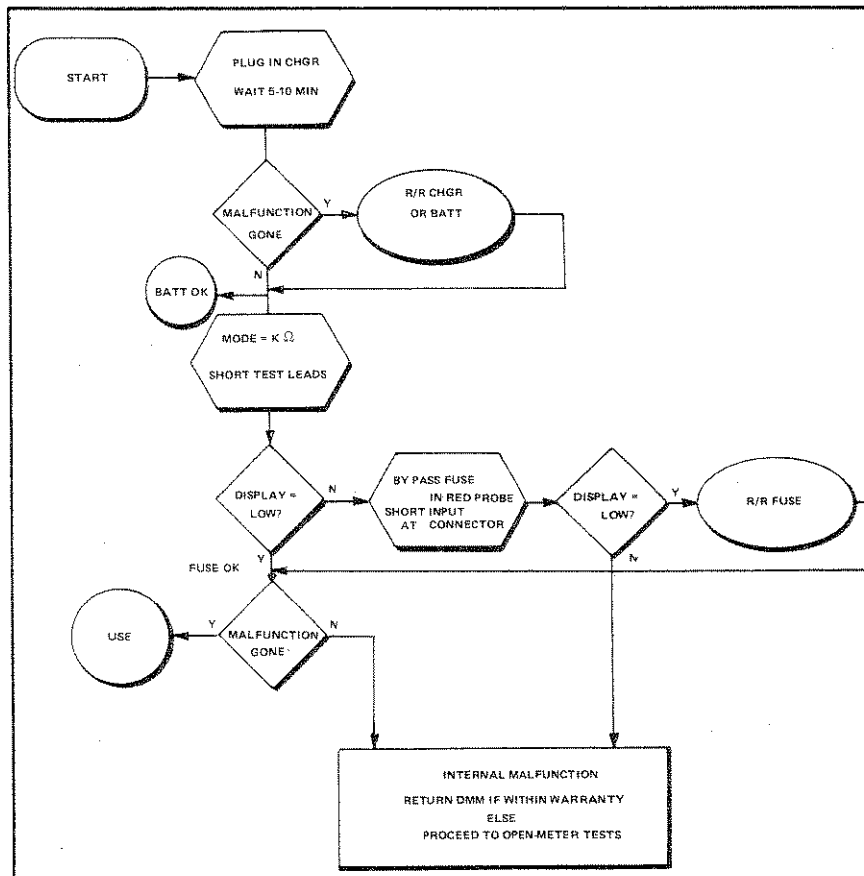 START
PLUG IN CHGR
WAIT 5-10 MIN
MALFUNCTION
GONE
Y
R/R CHGR
OR BATT
N
BATT OK
MODE = K Ω
SHORT TEST LEADS
DISPLAY =
LOW?
N
BY PASS FUSE
IN RED PROBE
SHORT INPUT
AT CONNECTOR
DISPLAY =
LOW?
Y
R/R FUSE
Y
N
FUSE OK
USE
Y
MALFUNCTION
GONE
N
INTERNAL MALFUNCTION
RETURN DMM IF WITHIN WARRANTY
ELSE
PROCEED TO OPEN-METER TESTS